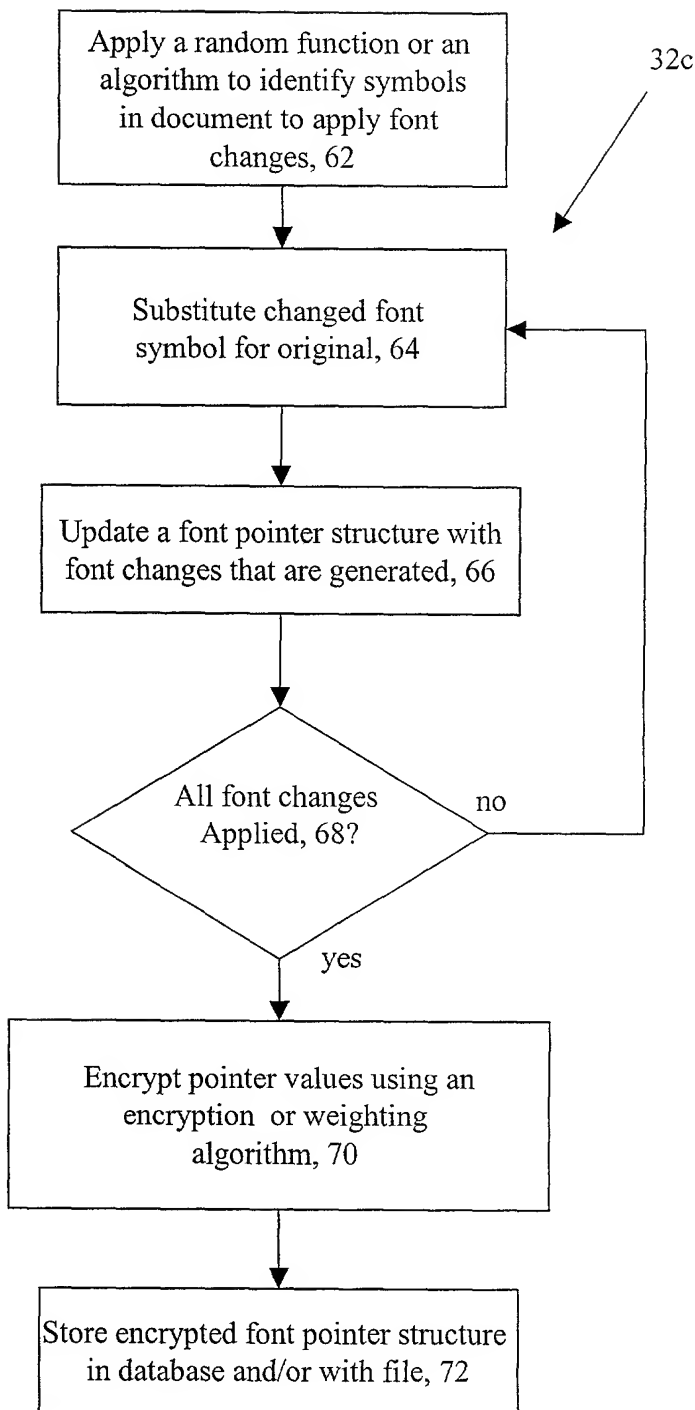 Apply a random function or an
algorithm to identify symbols
in document to apply font
changes, 62
32c
Substitute changed font
symbol for original, 64
Update a font pointer structure with
font changes that are generated, 66
All font changes
Applied, 68?
no
yes
Encrypt pointer values using an
encryption or weighting
algorithm, 70
Store encrypted font pointer structure
in database and/or with file, 72